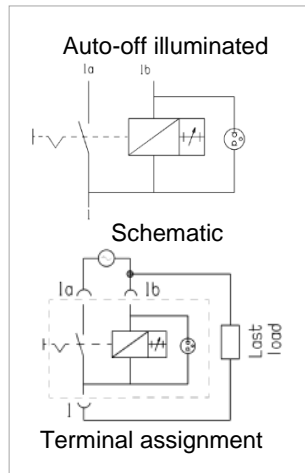 Auto-off illuminated
Ia Ib
I
Schematic
Ia Ib
Last
load
I
Terminal assignment